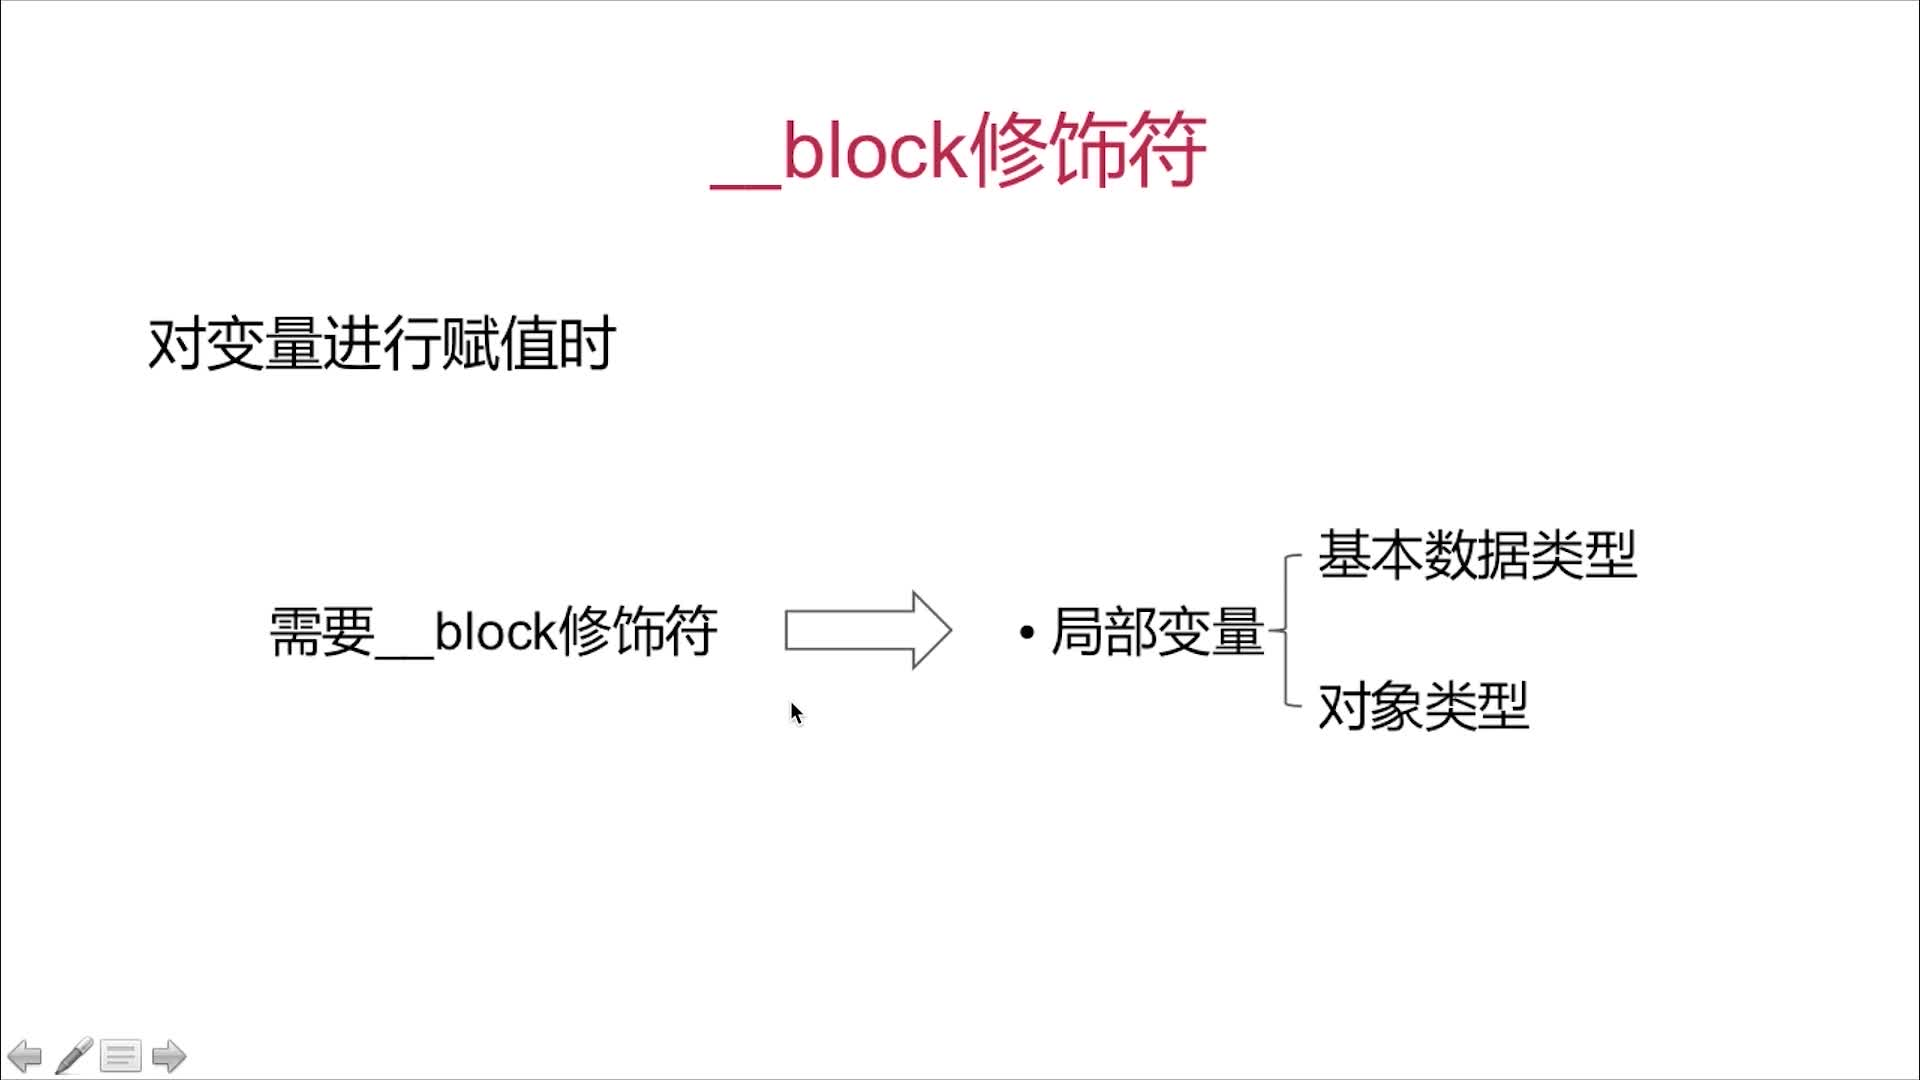 __block修饰符
对变量进行赋值时
需要__block修饰符
• 局部变量
基本数据类型
对象类型